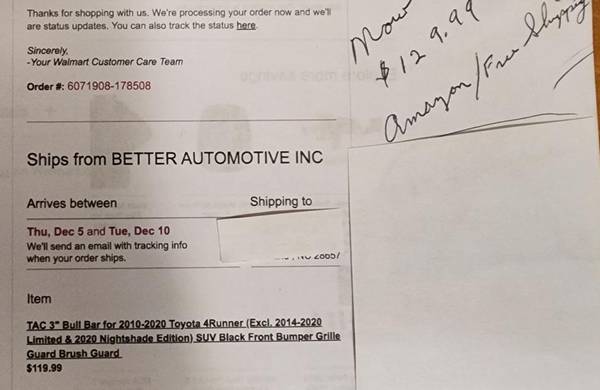 Thanks for shopping with us. We're processing your order now and we'll
are status updates. You can also track the status here.
Sincerely,
-Your Walmart Customer Care Team
Order #: 6071908-178508
Now
$129.99
Amazon/Free Shipping
Ships from BETTER AUTOMOTIVE INC
Arrives between
Shipping to
Thu, Dec 5 and Tue, Dec 10
We'll send an email with tracking info
when your order ships.
Item
TAC 3" Bull Bar for 2010-2020 Toyota 4Runner (Excl. 2014-2020
Limited & 2020 Nightshade Edition) SUV Black Front Bumper Grille
Guard Brush Guard
$119.99